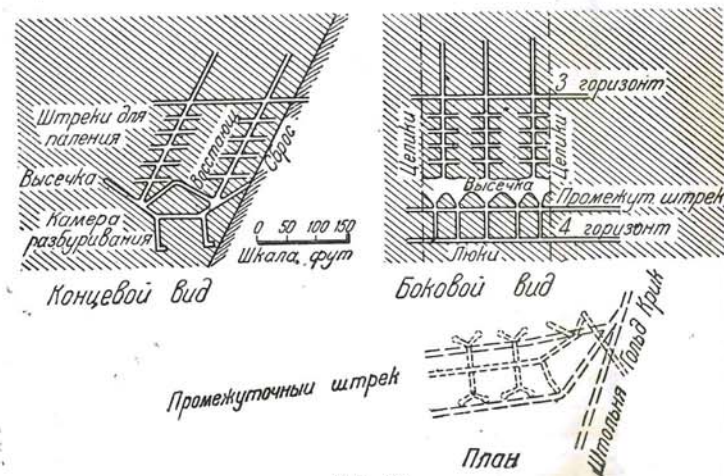 Штреки для
паления
Восстающ.
Сброс
Высечка
Камера
разбуривания
0 50 100 150
Шкала, фут
Концевой вид
3 горизонт
Целики
Целики
Высечка
Промежут. штрек
4 горизонт
Люки
Боковой вид
Промежуточный штрек
Штольня Гольд Крик
План